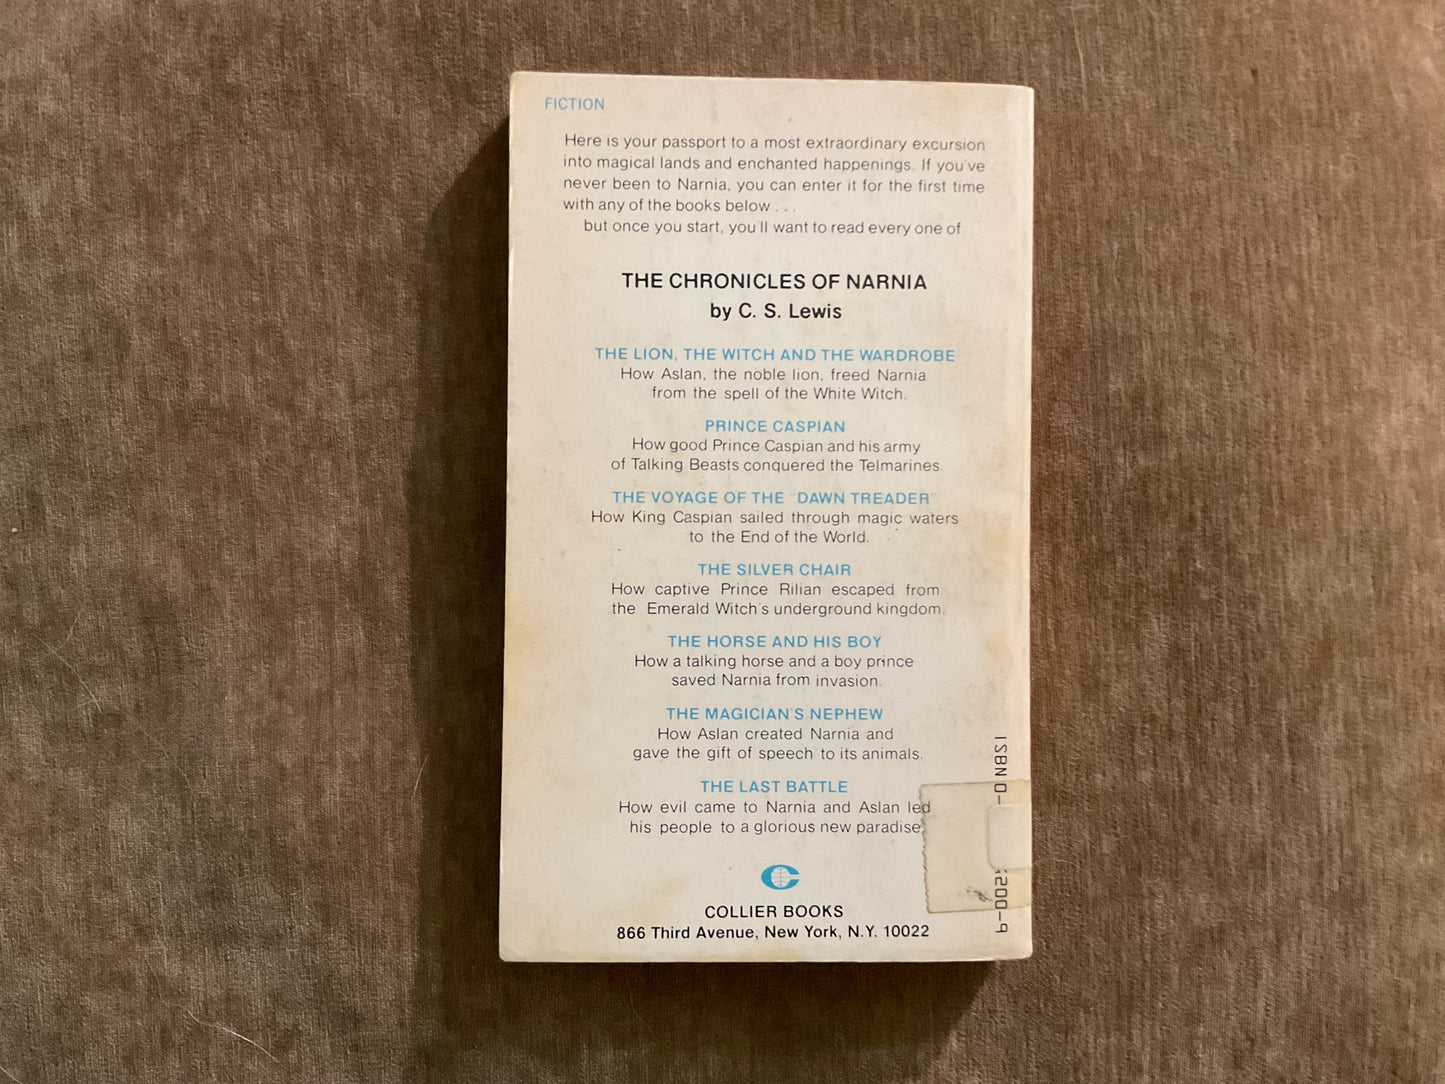 FICTION
Here is your passport to a most extraordinary excursion
into magical lands and enchanted happenings. If you've
never been to Narnia, you can enter it for the first time
with any of the books below . . .
but once you start, you'll want to read every one of
THE CHRONICLES OF NARNIA
by C. S. Lewis
THE LION, THE WITCH AND THE WARDROBE
How Aslan, the noble lion, freed Narnia
from the spell of the White Witch.
PRINCE CASPIAN
How good Prince Caspian and his army
of Talking Beasts conquered the Telmarines.
THE VOYAGE OF THE "DAWN TREADER"
How King Caspian sailed through magic waters
to the End of the World.
THE SILVER CHAIR
How captive Prince Rilian escaped from
the Emerald Witch's underground kingdom.
THE HORSE AND HIS BOY
How a talking horse and a boy prince
saved Narnia from invasion.
THE MAGICIAN'S NEPHEW
How Aslan created Narnia and
gave the gift of speech to its animals.
THE LAST BATTLE
How evil came to Narnia and Aslan led
his people to a glorious new paradise.
COLLIER BOOKS
866 Third Avenue, New York, N.Y. 10022
ISBN 0-